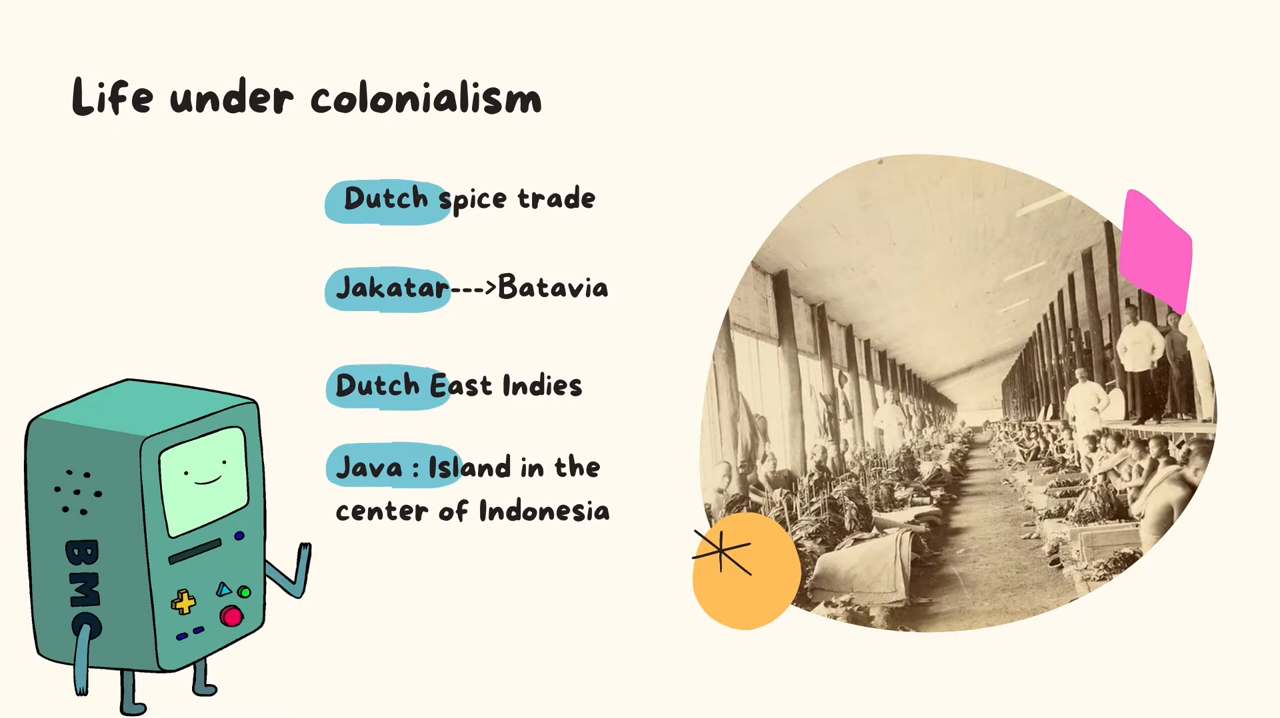 Life under colonialism
Dutch spice trade
Jakatar--->Batavia
Dutch East Indies
Java : Island in the
center of Indonesia
BMO